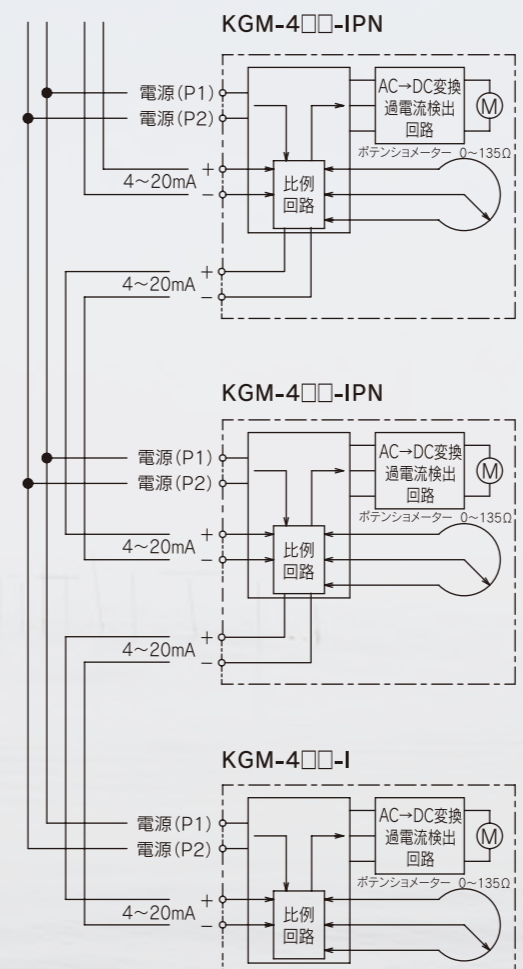 KGM-4□□-IPN
電源(P1)
電源(P2)
AC→DC変換
過電流検出
回路
M
ポテンショメーター 0~135Ω
+
4~20mA
−
比例
回路
+
4~20mA
−
KGM-4□□-IPN
電源(P1)
電源(P2)
AC→DC変換
過電流検出
回路
M
ポテンショメーター 0~135Ω
+
4~20mA
−
比例
回路
+
4~20mA
−
KGM-4□□-I
電源(P1)
電源(P2)
AC→DC変換
過電流検出
回路
M
ポテンショメーター 0~135Ω
+
4~20mA
−
比例
回路